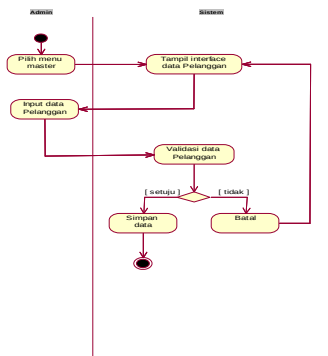 Admin
Sistem
Pilih menu
master
Tampil interface
data Pelanggan
Input data
Pelanggan
Validasi data
Pelanggan
[ setuju ]
[ tidak ]
Simpan
data
Batal